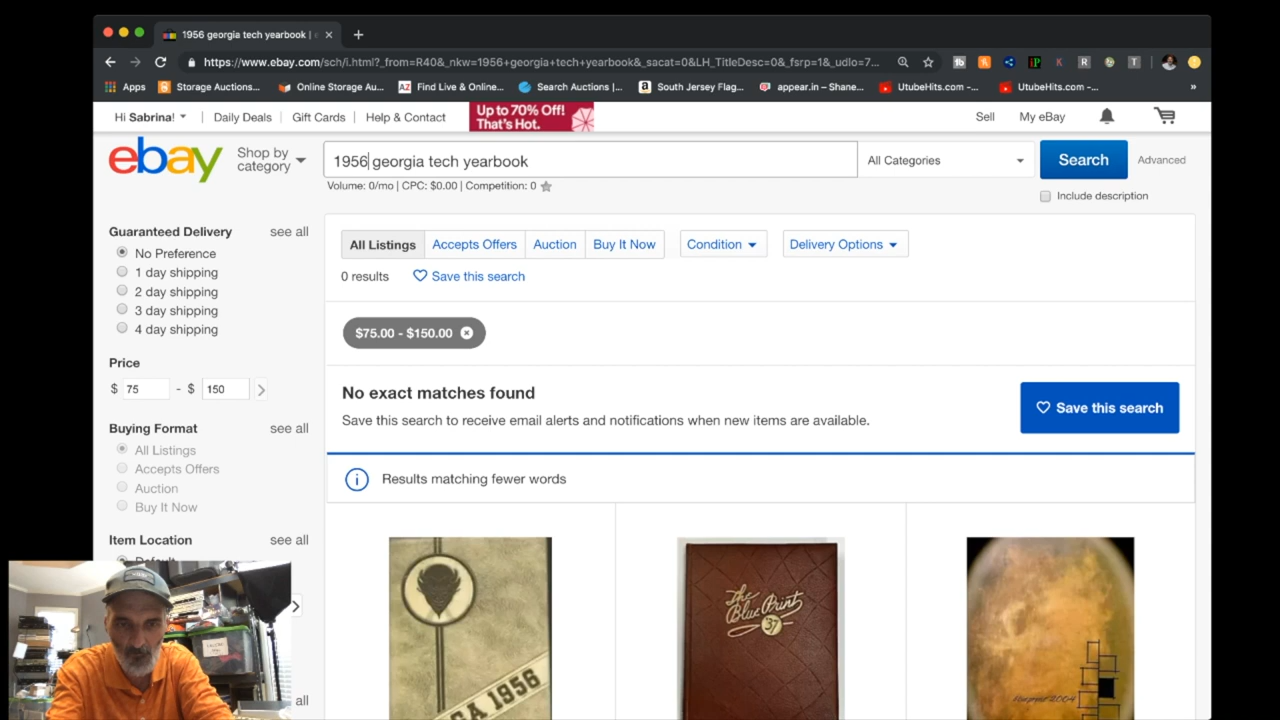 1956 georgia tech yearbook | e
https://www.ebay.com/sch/i.html?_from=R40&_nkw=1956+georgia+tech+yearbook&_sacat=0&LH_TitleDesc=0&_fsrp=1&_udlo=7...
Apps Storage Auctions... Online Storage Au... Find Live & Online... Search Auctions |... South Jersey Flag... appear.in – Shane... UtubeHits.com -... UtubeHits.com -... »
Hi Sabrina! Daily Deals Gift Cards Help & Contact Up to 70% Off! That's Hot. Sell My eBay
ebay Shop by category 1956 georgia tech yearbook All Categories Search Advanced
Volume: 0/mo | CPC: $0.00 | Competition: 0
Include description
Guaranteed Delivery see all
No Preference
1 day shipping
2 day shipping
3 day shipping
4 day shipping
Price
$ 75 - $ 150
Buying Format see all
All Listings
Accepts Offers
Auction
Buy It Now
Item Location see all
Default
all
All Listings Accepts Offers Auction Buy It Now Condition Delivery Options
0 results Save this search
$75.00 - $150.00
No exact matches found
Save this search to receive email alerts and notifications when new items are available.
Save this search
Results matching fewer words
1956
The Blue Print
37